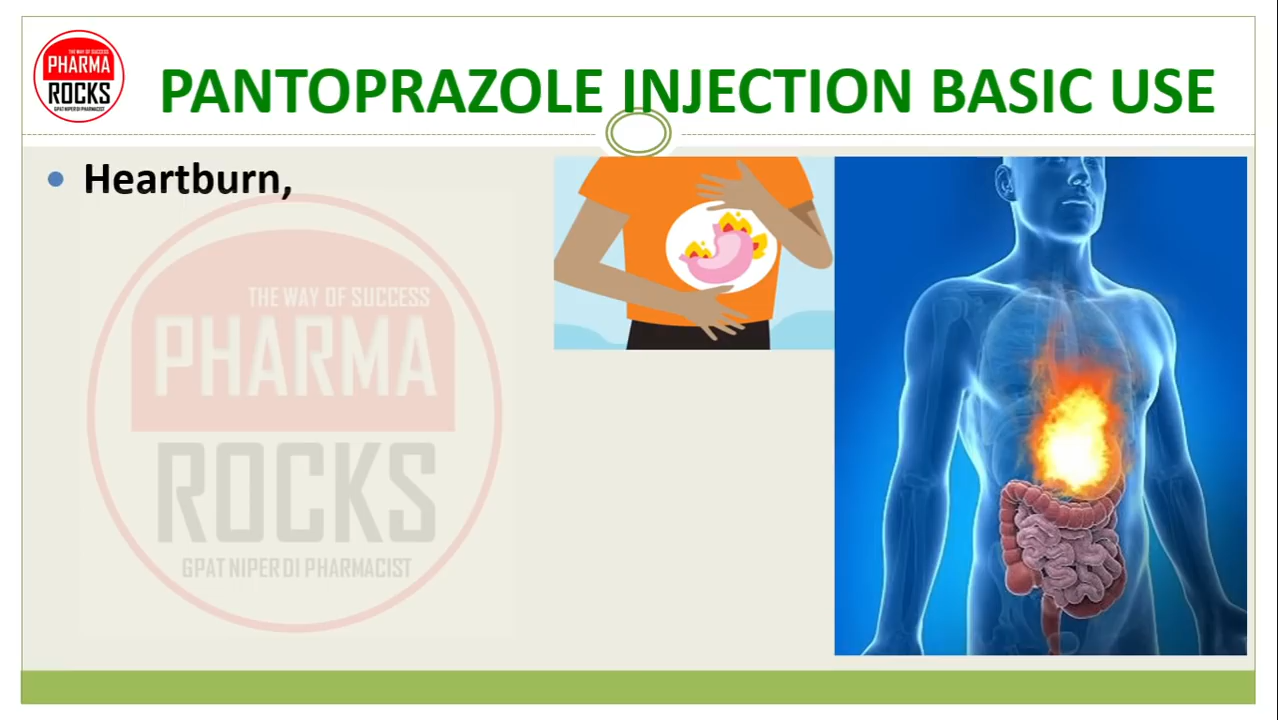 THE WAY OF SUCCESS
PHARMA
ROCKS
GPAT NIPER DI PHARMACIST
PANTOPRAZOLE INJECTION BASIC USE
• Heartburn,
THE WAY OF SUCCESS
PHARMA
ROCKS
GPAT NIPER DI PHARMACIST